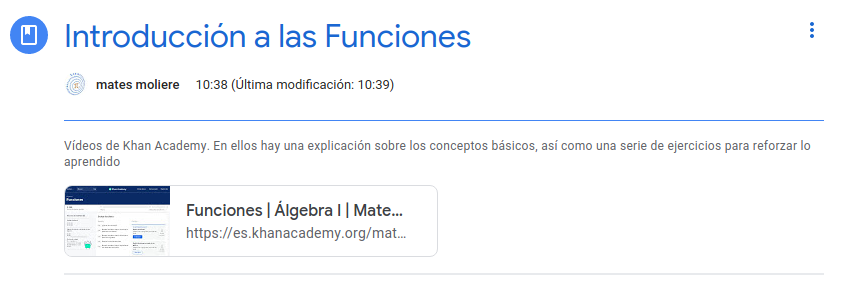 Introducción a las Funciones
mates moliere 10:38 (Última modificación: 10:39)
Vídeos de Khan Academy. En ellos hay una explicación sobre los conceptos básicos, así como una serie de ejercicios para reforzar lo
aprendido
Funciones | Álgebra I | Mate...
https://es.khanacademy.org/mat...
Funciones